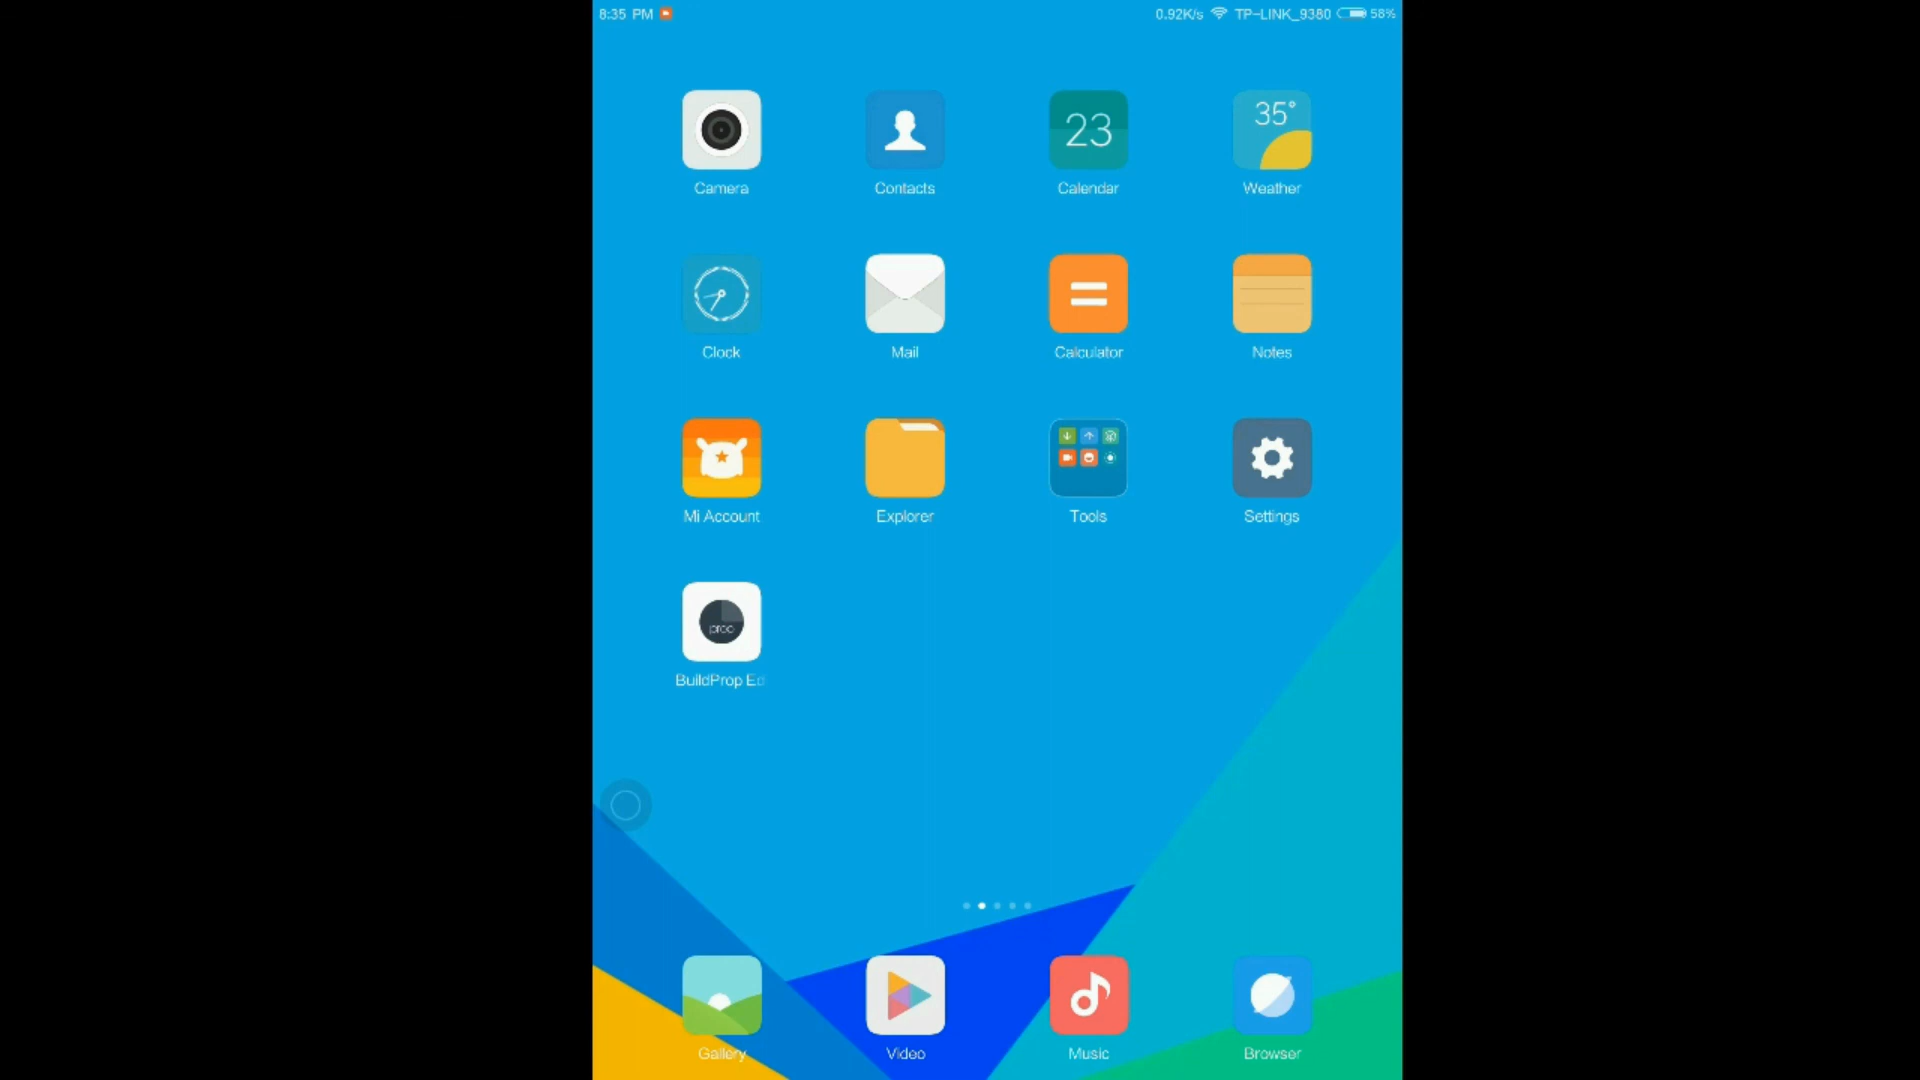 8:35 PM 0.92K/s TP-LINK_9380 58%
35°
23
Camera Contacts Calendar Weather
Clock Mail Calculator Notes
Mi Account Explorer Tools Settings
prop
BuildProp Ed
Gallery Video Music Browser